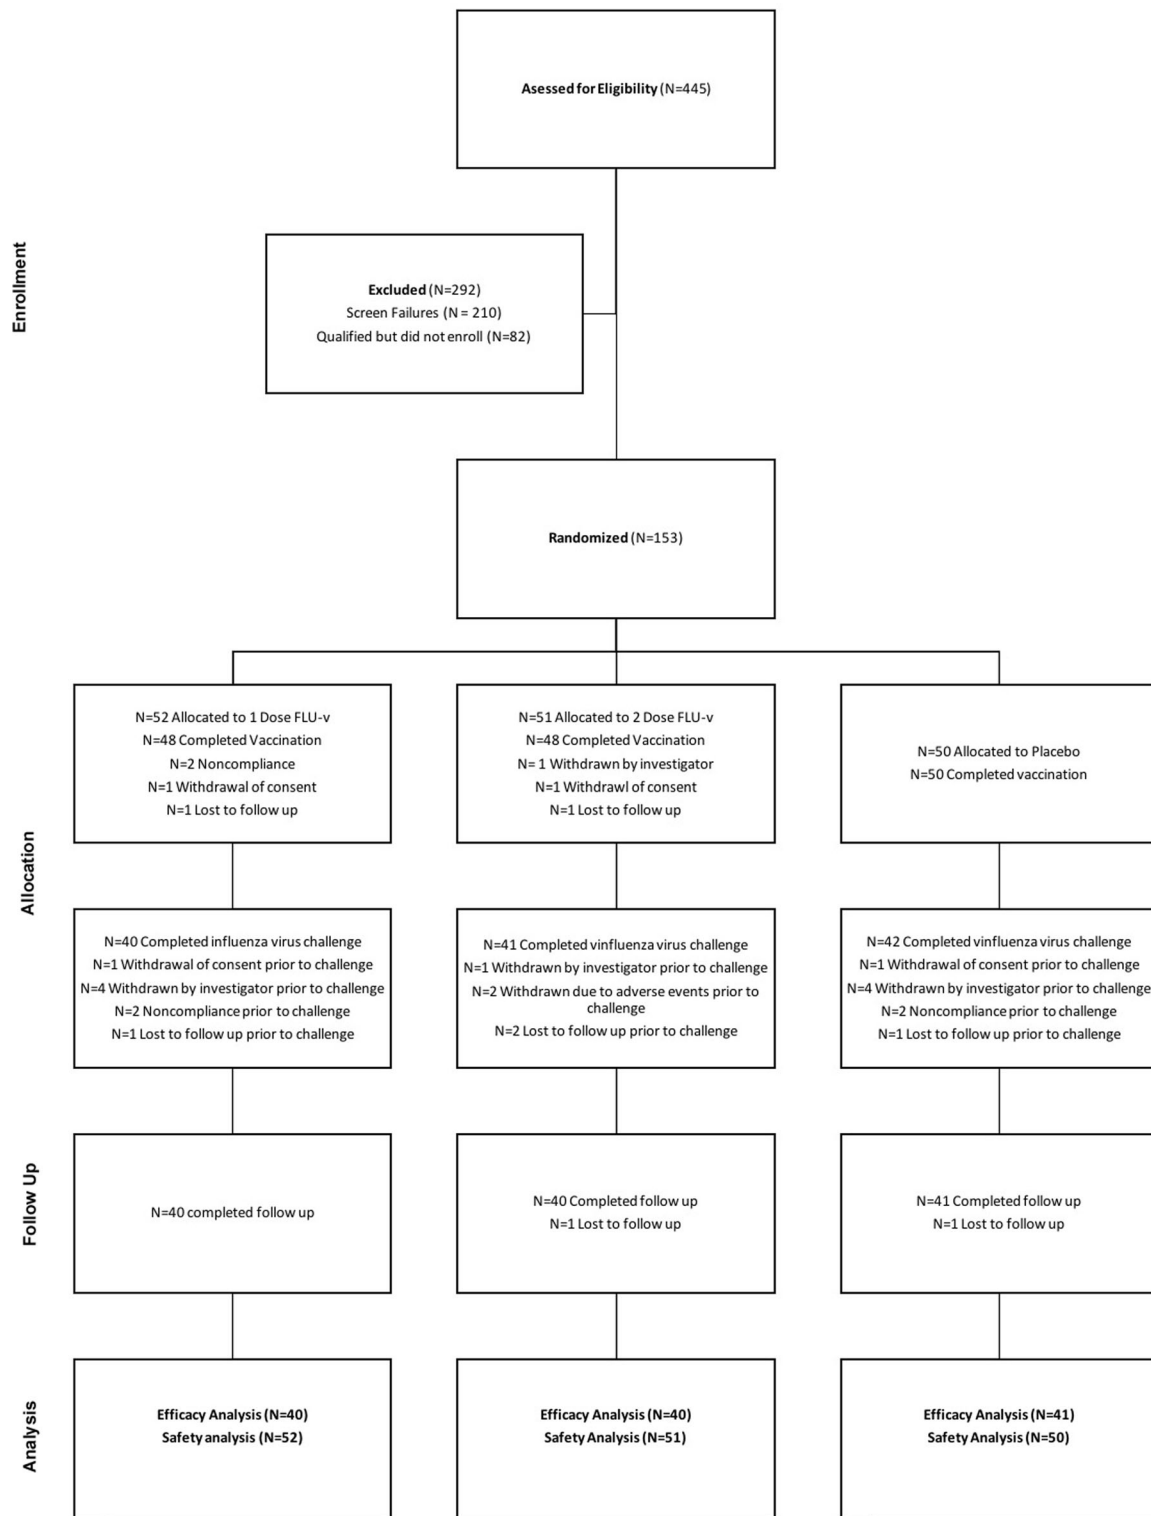 Asessed for Eligibility (N=445)
Enrollment
Excluded (N=292)
Screen Failures (N = 210)
Qualified but did not enroll (N=82)
Randomized (N=153)
Allocation
N=52 Allocated to 1 Dose FLU-v
N=48 Completed Vaccination
N=2 Noncompliance
N=1 Withdrawal of consent
N=1 Lost to follow up
N=51 Allocated to 2 Dose FLU-v
N=48 Completed Vaccination
N= 1 Withdrawn by investigator
N=1 Withdrawl of consent
N=1 Lost to follow up
N=50 Allocated to Placebo
N=50 Completed vaccination
N=40 Completed influenza virus challenge
N=1 Withdrawal of consent prior to challenge
N=4 Withdrawn by investigator prior to challenge
N=2 Noncompliance prior to challenge
N=1 Lost to follow up prior to challenge
N=41 Completed vinfluenza virus challenge
N=1 Withdrawn by investigator prior to challenge
N=2 Withdrawn due to adverse events prior to
challenge
N=2 Lost to follow up prior to challenge
N=42 Completed vinfluenza virus challenge
N=1 Withdrawal of consent prior to challenge
N=4 Withdrawn by investigator prior to challenge
N=2 Noncompliance prior to challenge
N=1 Lost to follow up prior to challenge
Follow Up
N=40 completed follow up
N=40 Completed follow up
N=1 Lost to follow up
N=41 Completed follow up
N=1 Lost to follow up
Analysis
Efficacy Analysis (N=40)
Safety analysis (N=52)
Efficacy Analysis (N=40)
Safety Analysis (N=51)
Efficacy Analysis (N=41)
Safety Analysis (N=50)